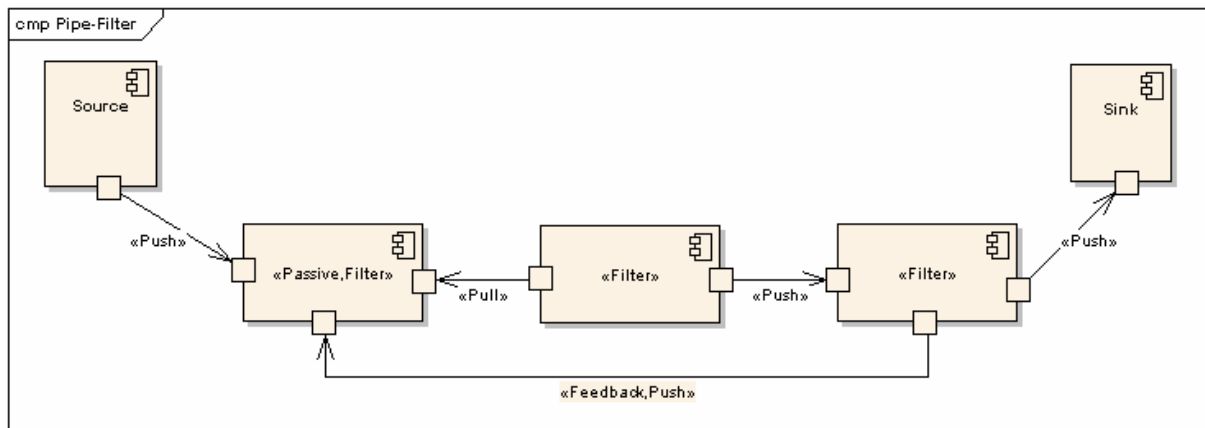 cmp Pipe-Filter
Source
Sink
«Push»
«Passive,Filter»
«Pull»
«Filter»
«Push»
«Filter»
«Push»
«Feedback,Push»